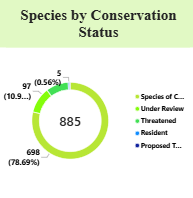 Species by Conservation
Status
5
(0.56%)
97
(10.9...)
885
698
(78.69%)
Species of C...
Under Review
Threatened
Resident
Proposed T...